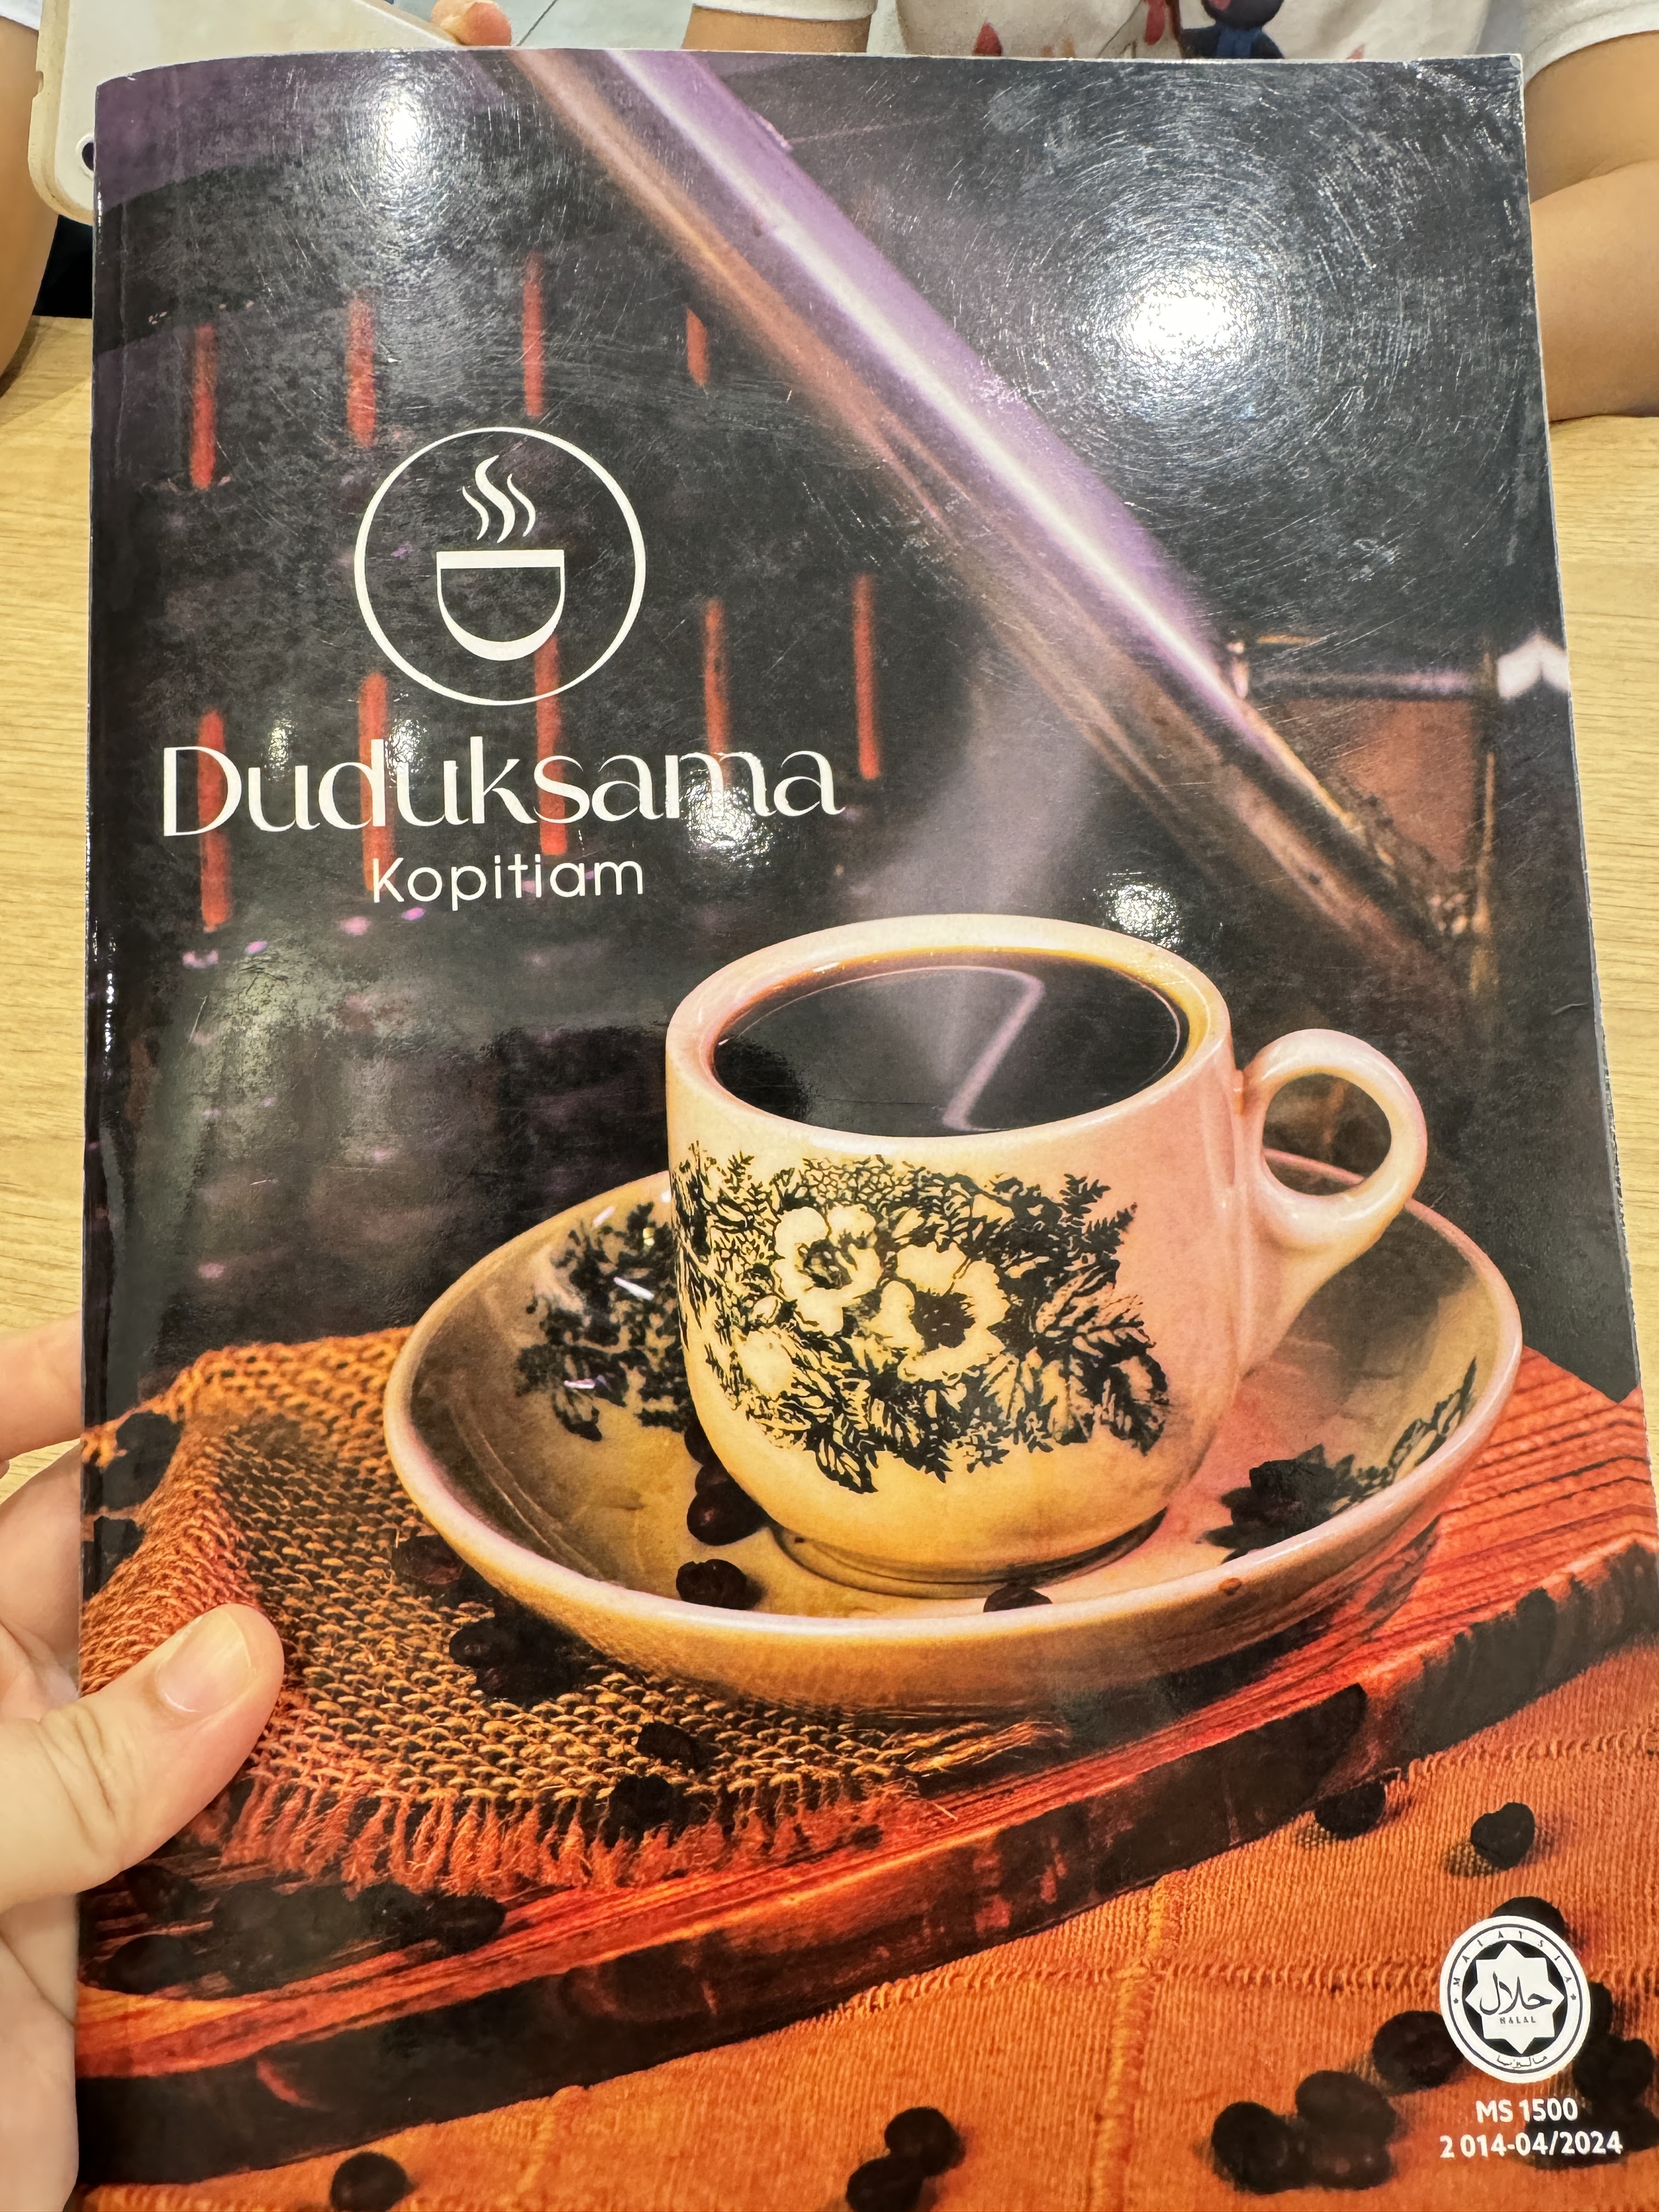 Duduksama
Kopitiam
MALAYSIA
حلال
HALAL
ماليزيا
MS 1500
2 014-04/2024